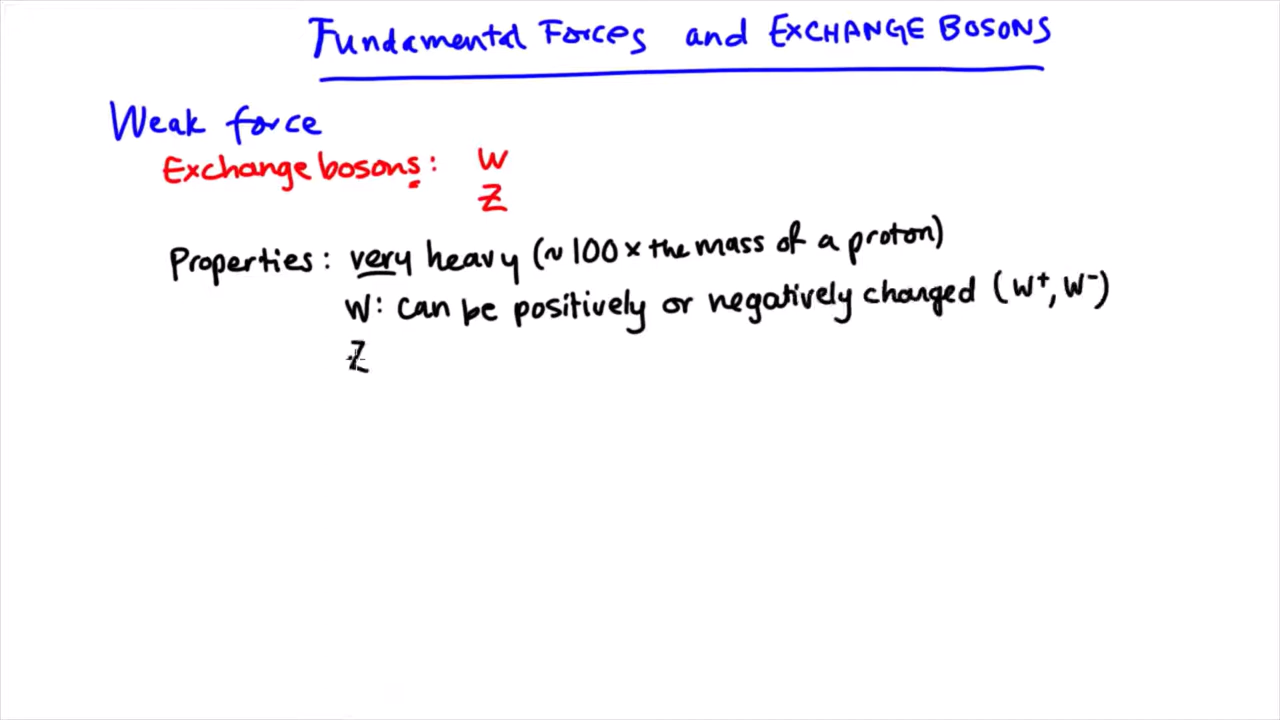 Fundamental Forces and EXCHANGE BOSONS
Weak force
Exchange bosons: W
Z
Properties: very heavy (~100× the mass of a proton)
W: can be positively or negatively changed (W⁺, W⁻)
Z